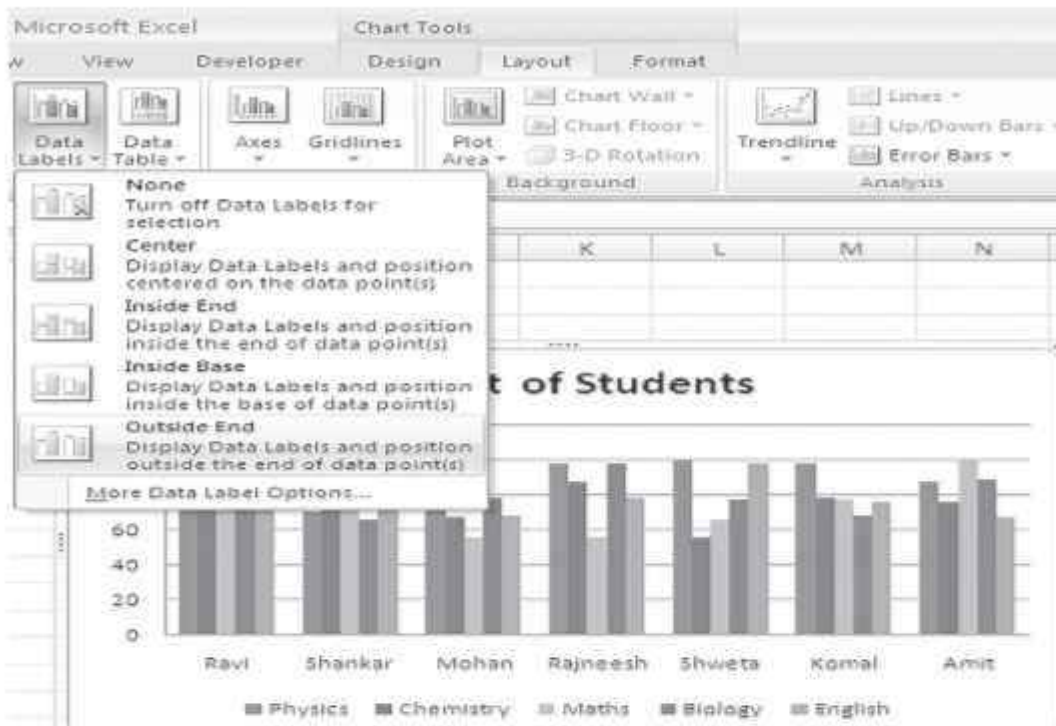 Microsoft Excel
Chart Tools
w View Developer Design Layout Format
Data Labels
Data Table
Axes
Gridlines
Plot Area
Chart Wall
Chart Floor
3-D Rotation
Trendline
Lines
Up/Down Bars
Error Bars
Background
Analysis
None
Turn off Data Labels for
selection
Center
Display Data Labels and position
centered on the data point(s)
Inside End
Display Data Labels and position
inside the end of data point(s)
Inside Base
Display Data Labels and position
inside the base of data point(s)
Outside End
Display Data Labels and position
outside the end of data point(s)
More Data Label Options...
K L M N
t of Students
60
40
20
0
Ravi Shankar Mohan Rajneesh Shweta Komal Amit
Physics Chemistry Maths Biology English